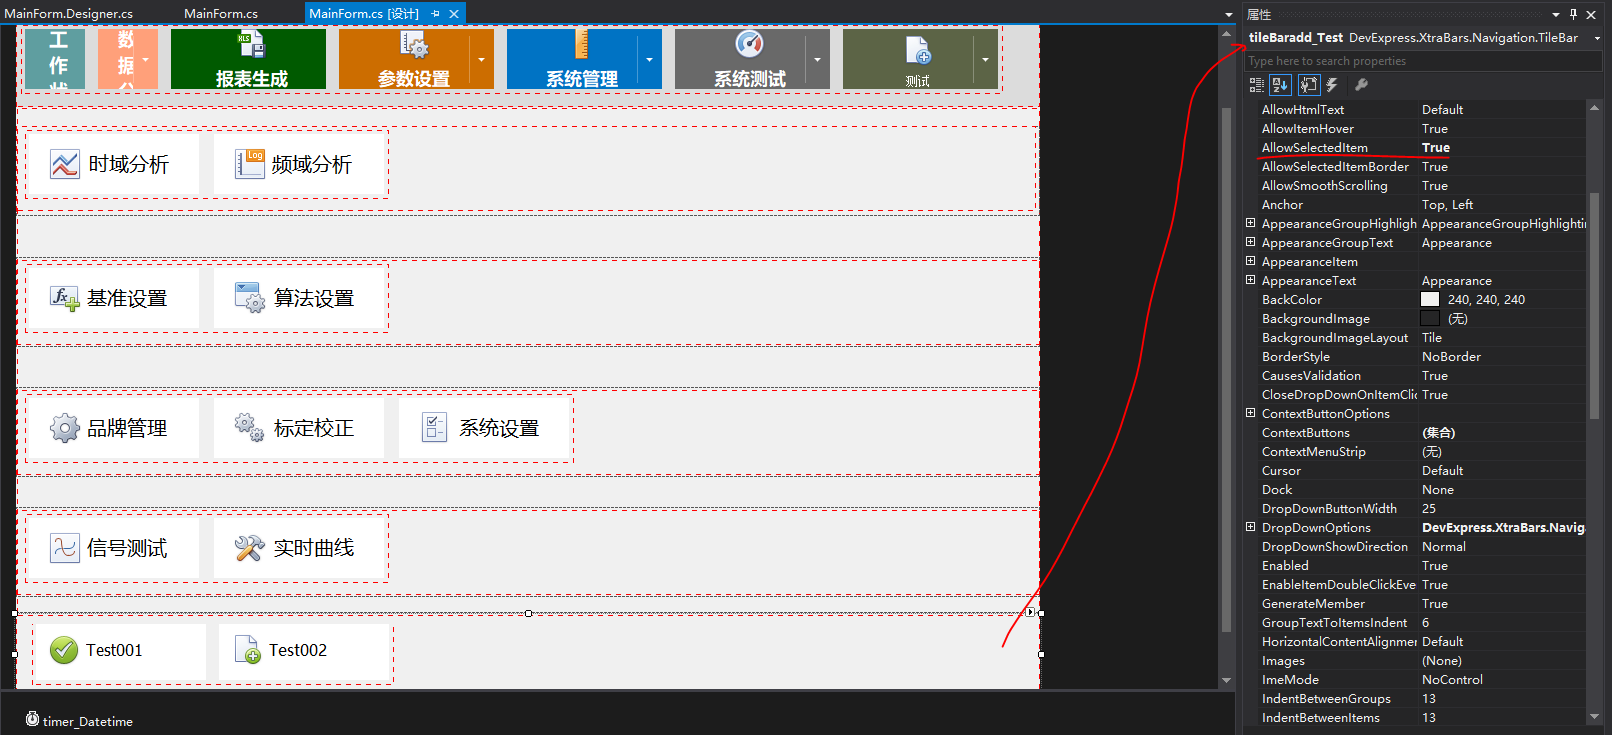 MainForm.Designer.cs
MainForm.cs
MainForm.cs [设计]
工作状
数据分
报表生成
参数设置
系统管理
系统测试
测试
时域分析
Log
频域分析
基准设置
算法设置
品牌管理
标定校正
系统设置
信号测试
实时曲线
Test001
Test002
timer_Datetime
属性
tileBaradd_Test DevExpress.XtraBars.Navigation.TileBar
Type here to search properties
AllowHtmlText Default
AllowItemHover True
AllowSelectedItem True
AllowSelectedItemBorder True
AllowSmoothScrolling True
Anchor Top, Left
AppearanceGroupHighligh AppearanceGroupHighlighti
AppearanceGroupText Appearance
AppearanceItem
AppearanceText Appearance
BackColor 240, 240, 240
BackgroundImage (无)
BackgroundImageLayout Tile
BorderStyle NoBorder
CausesValidation True
CloseDropDownOnItemClic True
ContextButtonOptions
ContextButtons (集合)
ContextMenuStrip (无)
Cursor Default
Dock None
DropDownButtonWidth 25
DropDownOptions DevExpress.XtraBars.Navig
DropDownShowDirection Normal
Enabled True
EnableItemDoubleClickEve True
GenerateMember True
GroupTextToItemsIndent 6
HorizontalContentAlignmer Default
Images (None)
ImeMode NoControl
IndentBetweenGroups 13
IndentBetweenItems 13